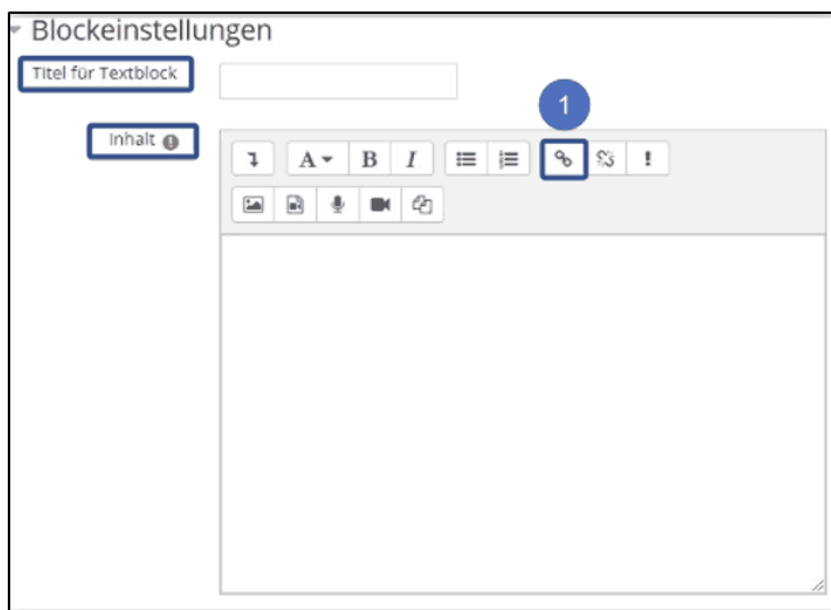 Blockeinstellungen
Titel für Textblock
1
Inhalt
A B I